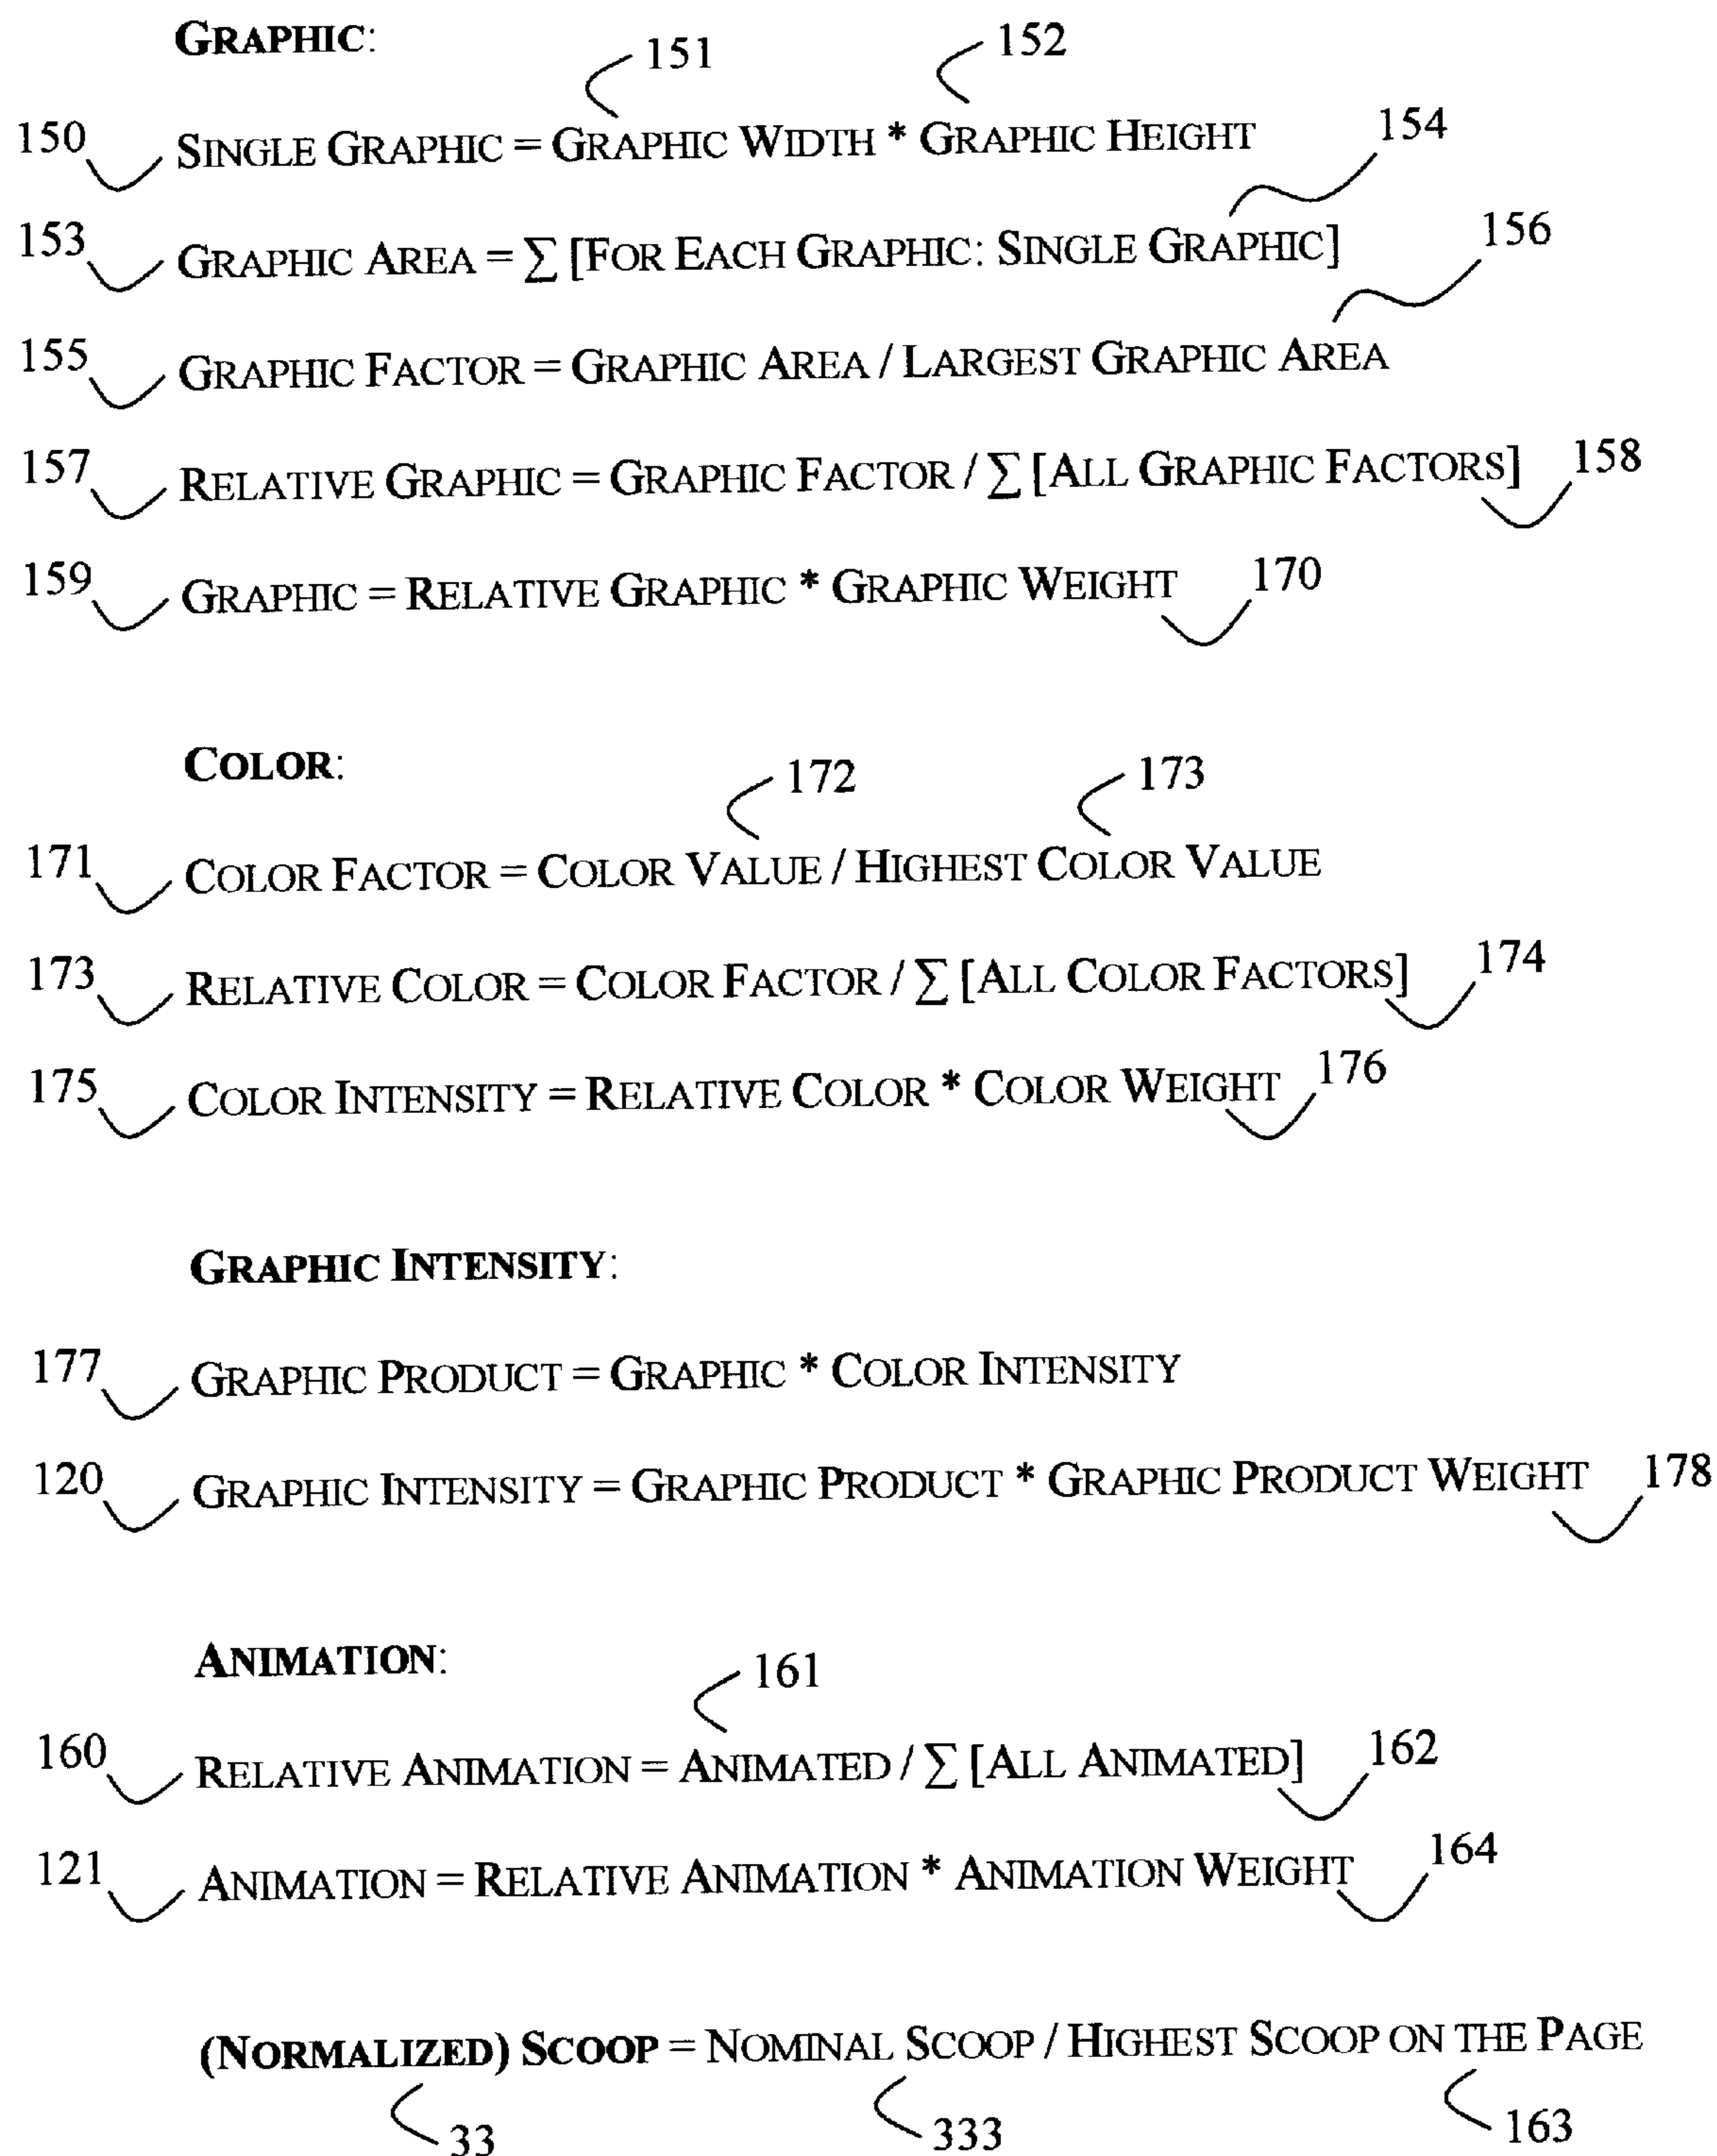 GRAPHIC:
151
152
150 SINGLE GRAPHIC = GRAPHIC WIDTH * GRAPHIC HEIGHT
154
153 GRAPHIC AREA = ∑ [FOR EACH GRAPHIC: SINGLE GRAPHIC]
156
155 GRAPHIC FACTOR = GRAPHIC AREA / LARGEST GRAPHIC AREA
157 RELATIVE GRAPHIC = GRAPHIC FACTOR / ∑ [ALL GRAPHIC FACTORS] 158
159 GRAPHIC = RELATIVE GRAPHIC * GRAPHIC WEIGHT 170
COLOR:
172
173
171 COLOR FACTOR = COLOR VALUE / HIGHEST COLOR VALUE
173 RELATIVE COLOR = COLOR FACTOR / ∑ [ALL COLOR FACTORS] 174
175 COLOR INTENSITY = RELATIVE COLOR * COLOR WEIGHT 176
GRAPHIC INTENSITY:
177 GRAPHIC PRODUCT = GRAPHIC * COLOR INTENSITY
120 GRAPHIC INTENSITY = GRAPHIC PRODUCT * GRAPHIC PRODUCT WEIGHT 178
ANIMATION:
161
160 RELATIVE ANIMATION = ANIMATED / ∑ [ALL ANIMATED] 162
121 ANIMATION = RELATIVE ANIMATION * ANIMATION WEIGHT 164
(NORMALIZED) SCOOP = NOMINAL SCOOP / HIGHEST SCOOP ON THE PAGE
33
333
163